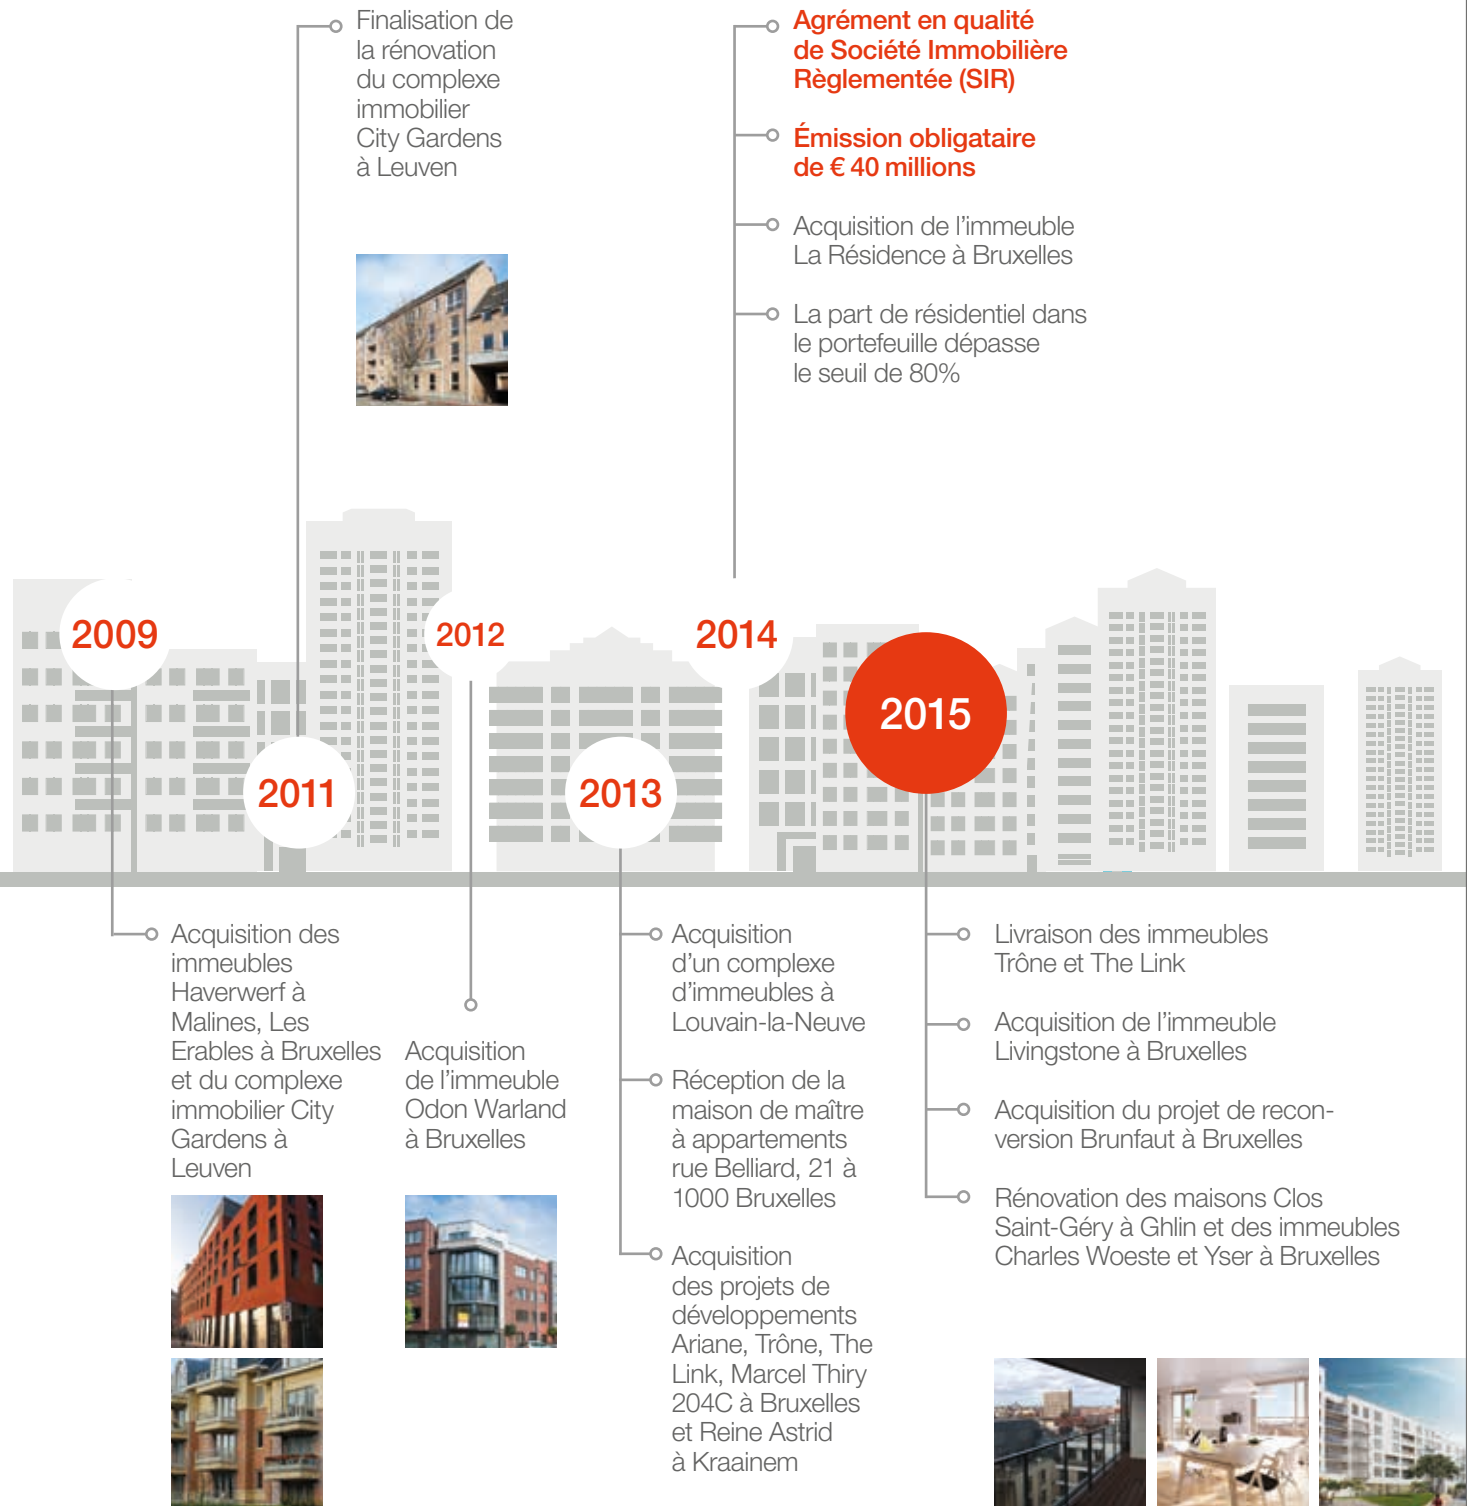 Finalisation de
la rénovation
du complexe
immobilier
City Gardens
à Leuven
Agrément en qualité
de Société Immobilière
Règlementée (SIR)
Émission obligataire
de € 40 millions
Acquisition de l’immeuble
La Résidence à Bruxelles
La part de résidentiel dans
le portefeuille dépasse
le seuil de 80%
2009
2011
2012
2013
2014
2015
Acquisition des
immeubles
Haverwerf à
Malines, Les
Erables à Bruxelles
et du complexe
immobilier City
Gardens à
Leuven
Acquisition
de l’immeuble
Odon Warland
à Bruxelles
Acquisition
d’un complexe
d’immeubles à
Louvain-la-Neuve
Réception de la
maison de maître
à appartements
rue Belliard, 21 à
1000 Bruxelles
Acquisition
des projets de
développements
Ariane, Trône, The
Link, Marcel Thiry
204C à Bruxelles
et Reine Astrid
à Kraainem
Livraison des immeubles
Trône et The Link
Acquisition de l’immeuble
Livingstone à Bruxelles
Acquisition du projet de recon-
version Brunfaut à Bruxelles
Rénovation des maisons Clos
Saint-Géry à Ghlin et des immeubles
Charles Woeste et Yser à Bruxelles